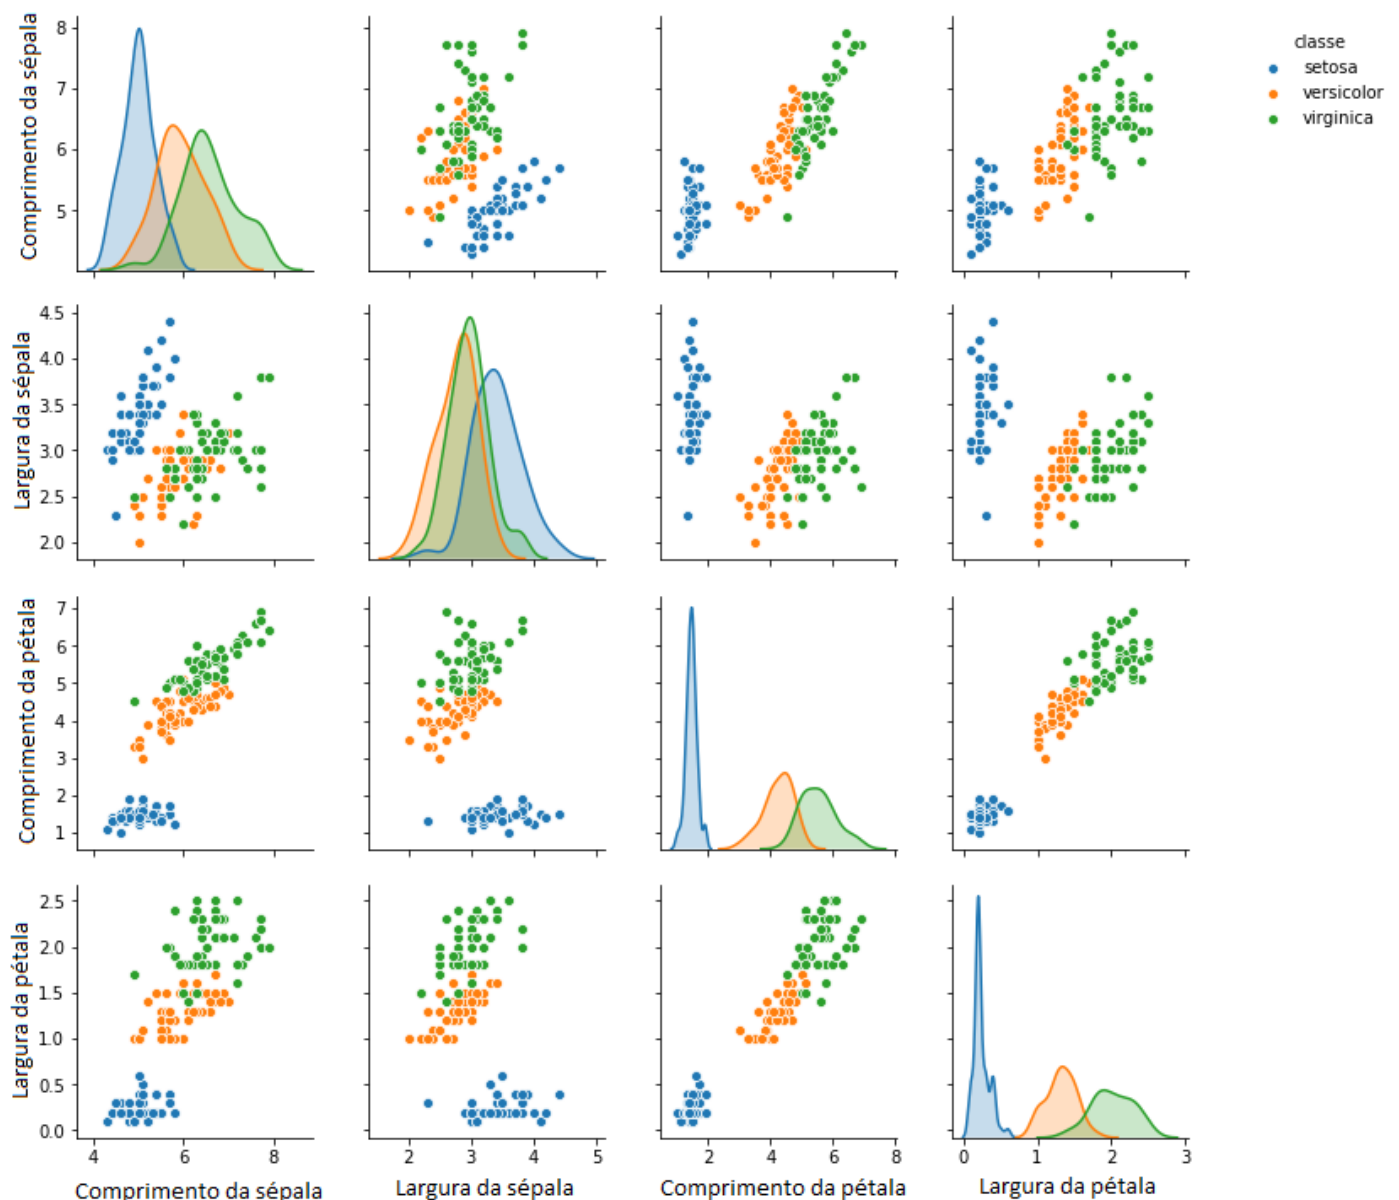 classe
setosa
versicolor
virginica
Comprimento da sépala
8
7
6
5
Largura da sépala
4.5
4.0
3.5
3.0
2.5
2.0
Comprimento da pétala
7
6
5
4
3
2
1
Largura da pétala
2.5
2.0
1.5
1.0
0.5
0.0
4 6 8
2 3 4 5
2 4 6 8
0 1 2 3
Comprimento da sépala
Largura da sépala
Comprimento da pétala
Largura da pétala